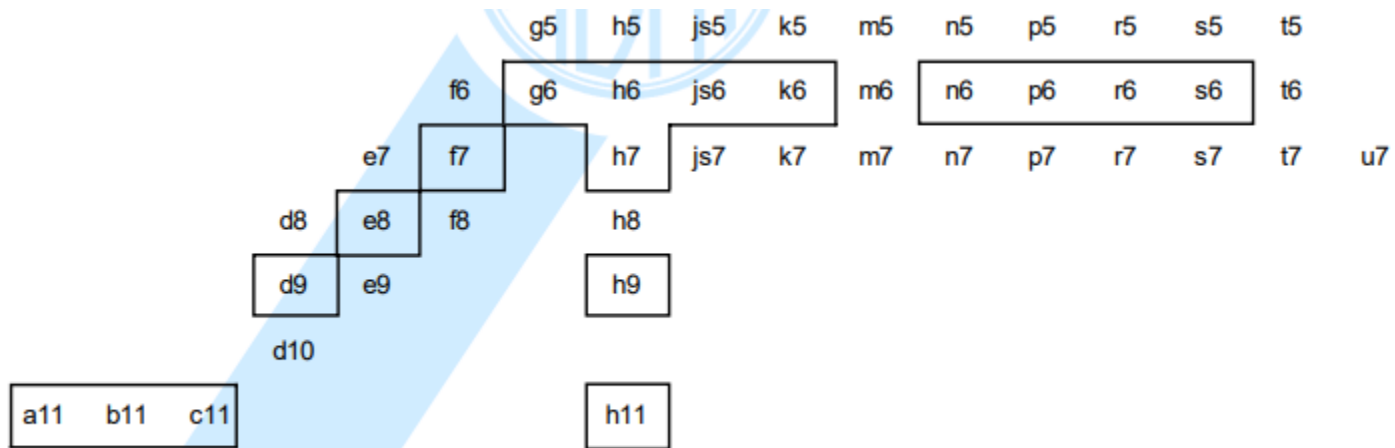 g5 h5 js5 k5 m5 n5 p5 r5 s5 t5
f6 g6 h6 js6 k6 m6 n6 p6 r6 s6 t6
e7 f7 h7 js7 k7 m7 n7 p7 r7 s7 t7 u7
d8 e8 f8 h8
d9 e9 h9
d10
a11 b11 c11 h11